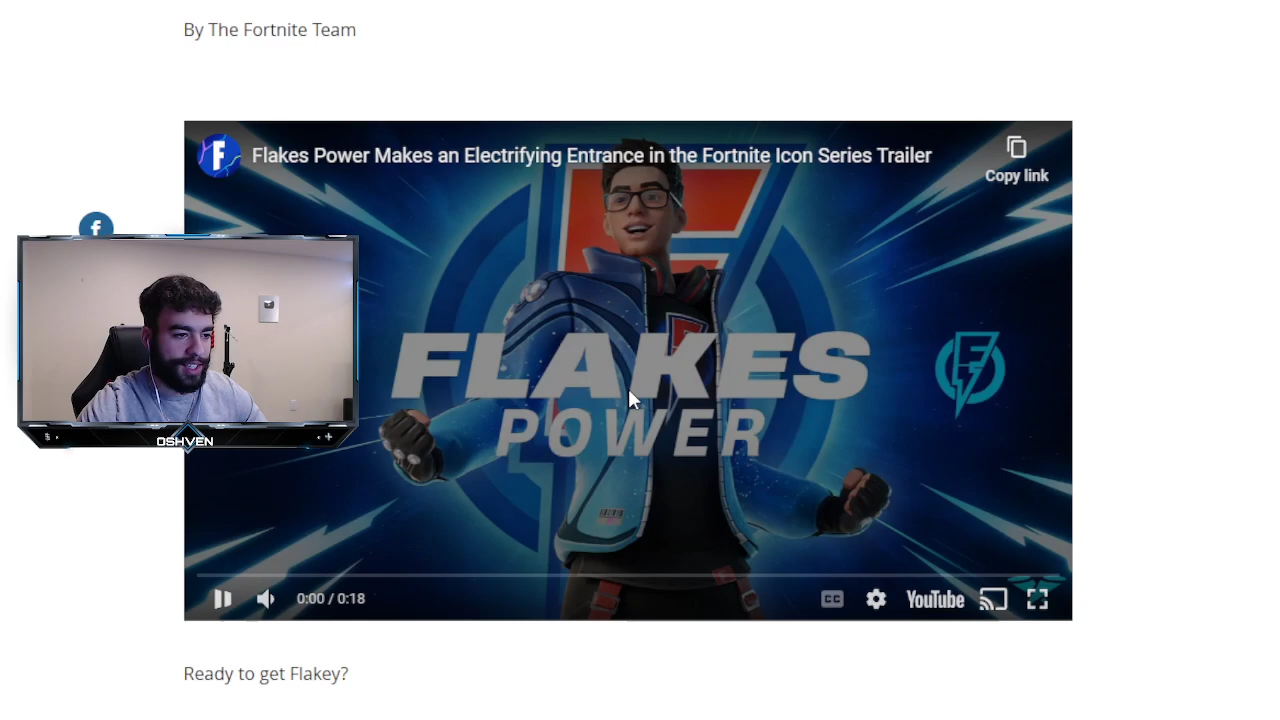 By The Fortnite Team
F
Flakes Power Makes an Electrifying Entrance in the Fortnite Icon Series Trailer
Copy link
f
FLAKES
POWER
OSHVEN
0:00 / 0:18
CC
YouTube
Ready to get Flakey?